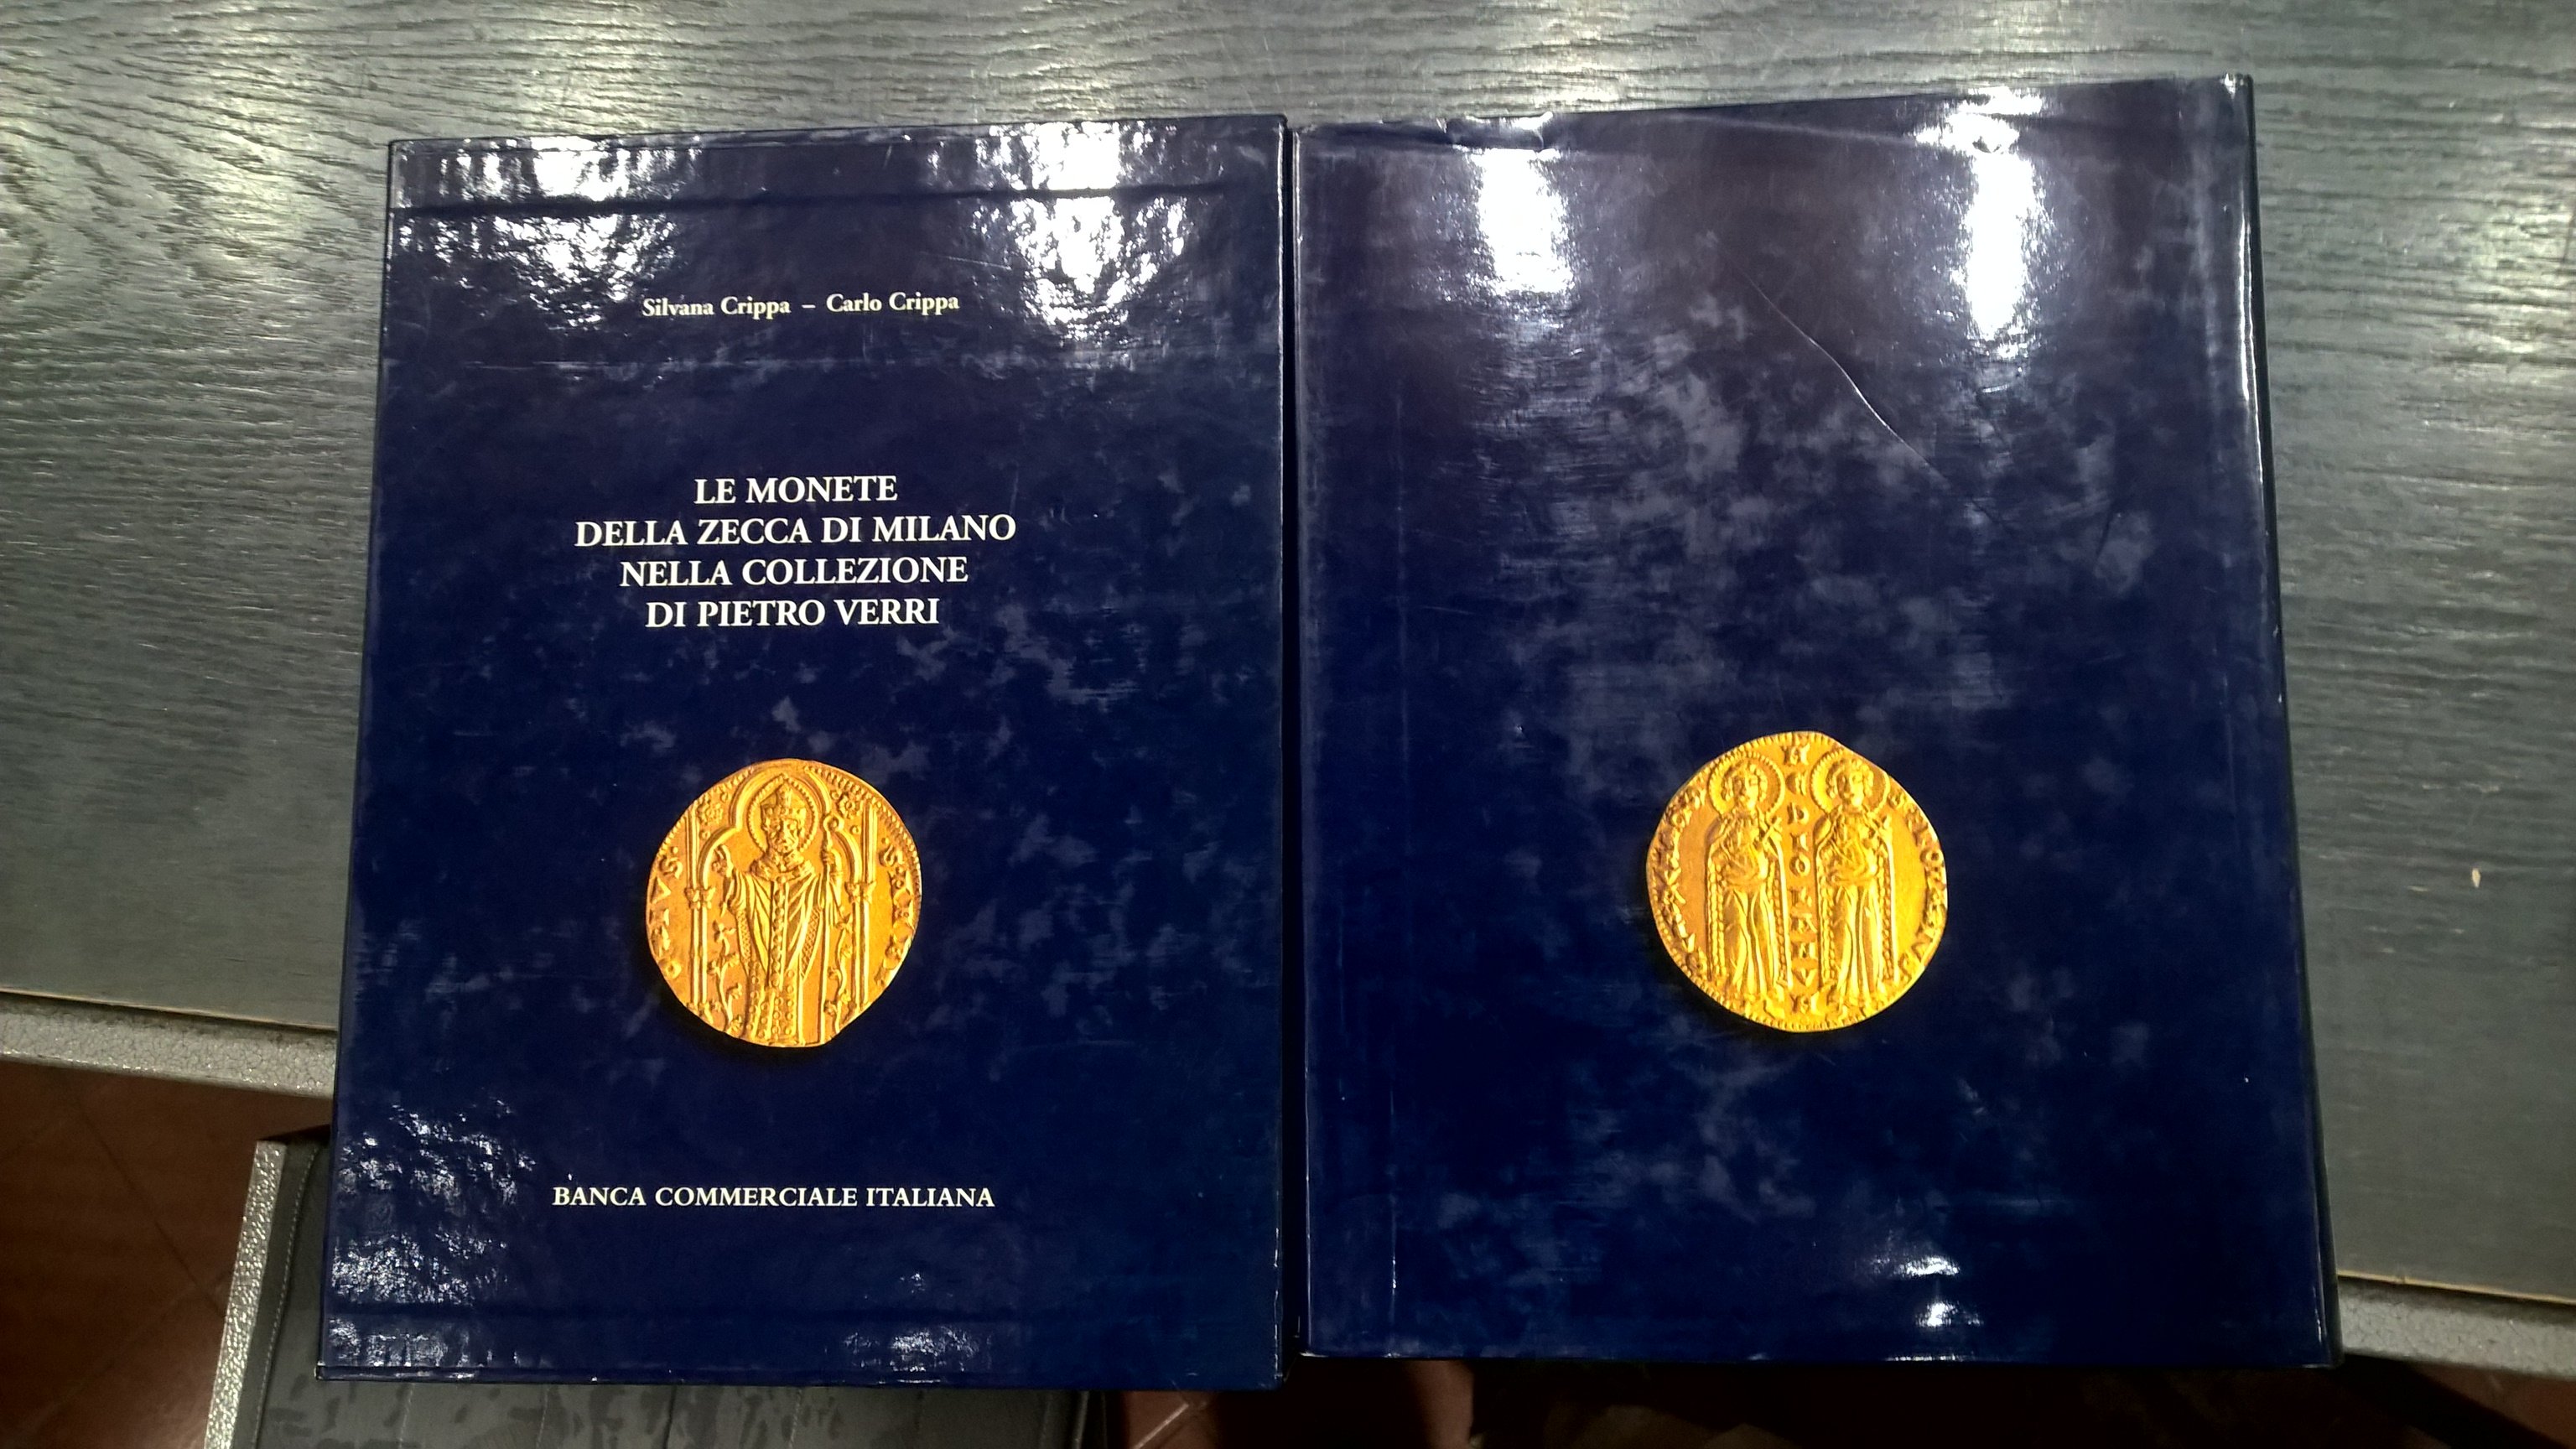 Silvana Crippa – Carlo Crippa
LE MONETE
DELLA ZECCA DI MILANO
NELLA COLLEZIONE
DI PIETRO VERRI
BANCA COMMERCIALE ITALIANA